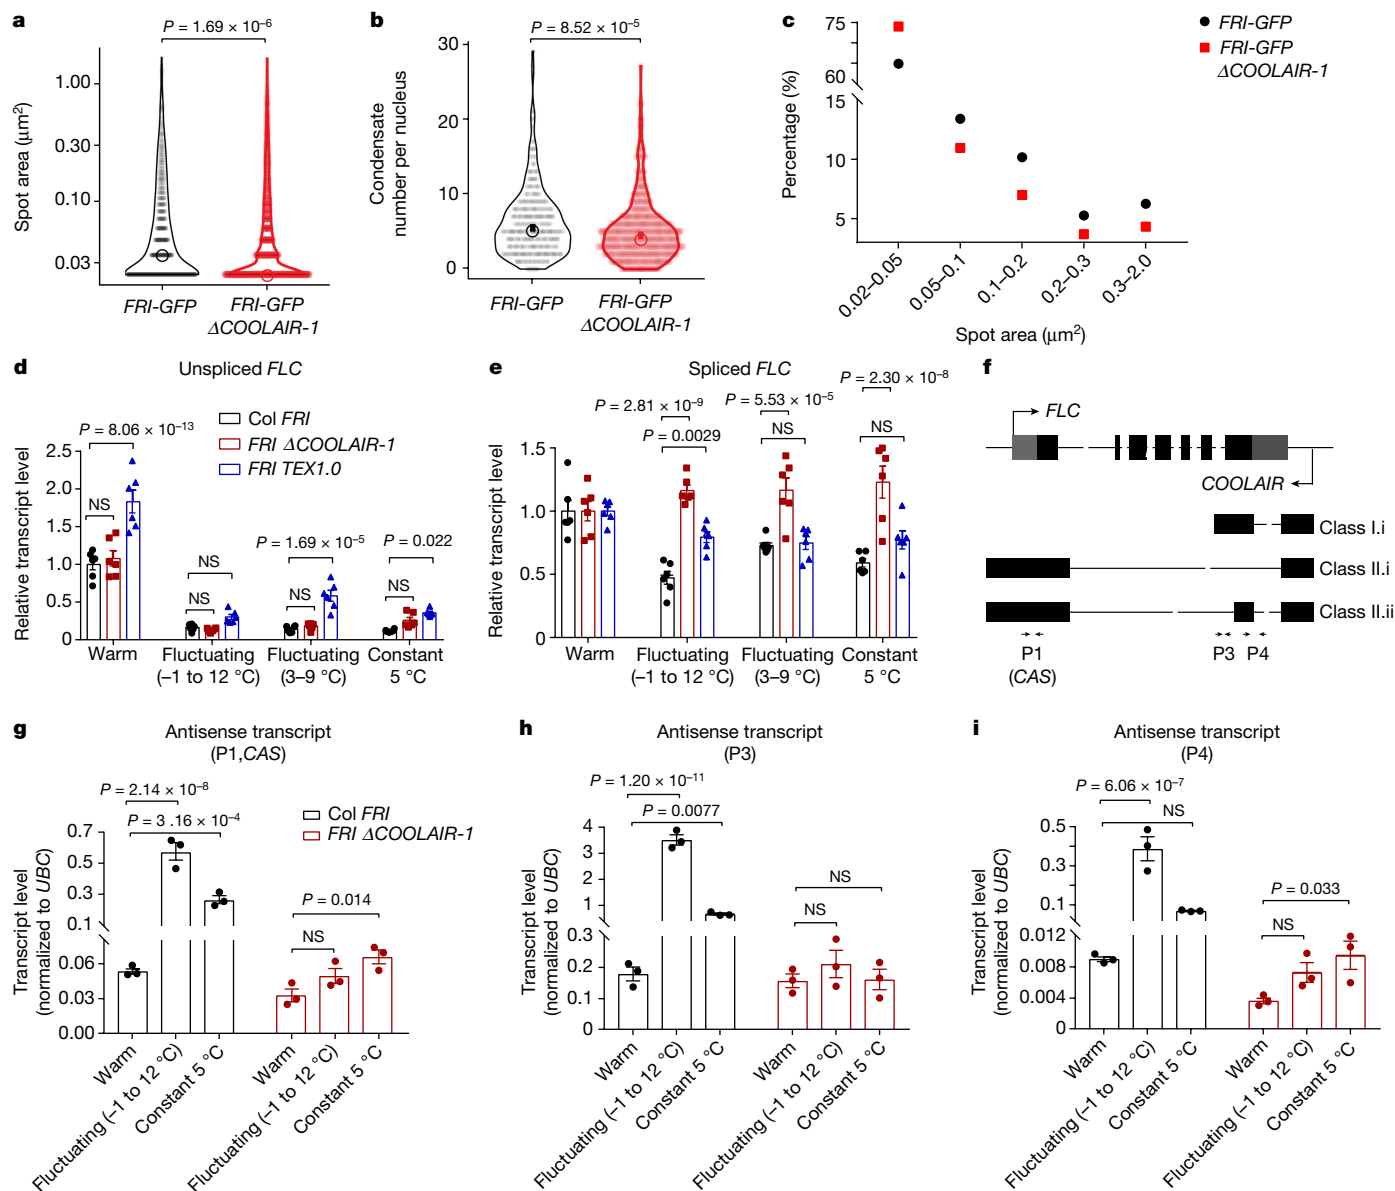 a
P = 1.69 × 10⁻⁶
Spot area (μm²)
1.00
0.30
0.10
0.03
FRI-GFP
FRI-GFP
ΔCOOLAIR-1
b
P = 8.52 × 10⁻⁵
Condensate
number per nucleus
30
20
10
0
FRI-GFP
FRI-GFP
ΔCOOLAIR-1
c
Percentage (%)
75
60
15
10
5
0.02–0.05
0.05–0.1
0.1–0.2
0.2–0.3
0.3–2.0
Spot area (μm²)
FRI-GFP
FRI-GFP
ΔCOOLAIR-1
d
Unspliced FLC
Col FRI
FRI ΔCOOLAIR-1
FRI TEX1.0
P = 8.06 × 10⁻¹³
NS
NS
NS
P = 1.69 × 10⁻⁵
NS
P = 0.022
NS
Relative transcript level
2.5
2.0
1.5
1.0
0.5
0
Warm
Fluctuating
(–1 to 12 °C)
Fluctuating
(3–9 °C)
Constant
5 °C
e
Spliced FLC
P = 2.81 × 10⁻⁹
P = 0.0029
P = 5.53 × 10⁻⁵
NS
P = 2.30 × 10⁻⁸
NS
Relative transcript level
1.5
1.0
0.5
0
Warm
Fluctuating
(–1 to 12 °C)
Fluctuating
(3–9 °C)
Constant
5 °C
f
FLC
COOLAIR
Class I.i
Class II.i
Class II.ii
P1
(CAS)
P3
P4
g
Antisense transcript
(P1,CAS)
P = 2.14 × 10⁻⁸
P = 3 .16 × 10⁻⁴
Col FRI
FRI ΔCOOLAIR-1
P = 0.014
NS
Transcript level
(normalized to UBC)
0.7
0.5
0.3
0.1
0.06
0.03
0.00
Warm
Fluctuating (–1 to 12 °C)
Constant 5 °C
Warm
Fluctuating (–1 to 12 °C)
Constant 5 °C
h
Antisense transcript
(P3)
P = 1.20 × 10⁻¹¹
P = 0.0077
NS
NS
Transcript level
(normalized to UBC)
4
3
2
1
0.3
0.2
0.1
0
Warm
Fluctuating (–1 to 12 °C)
Constant 5 °C
Warm
Fluctuating (–1 to 12 °C)
Constant 5 °C
i
Antisense transcript
(P4)
P = 6.06 × 10⁻⁷
NS
P = 0.033
NS
Transcript level
(normalized to UBC)
0.5
0.3
0.1
0.012
0.008
0.004
0
Warm
Fluctuating (–1 to 12 °C)
Constant 5 °C
Warm
Fluctuating (–1 to 12 °C)
Constant 5 °C